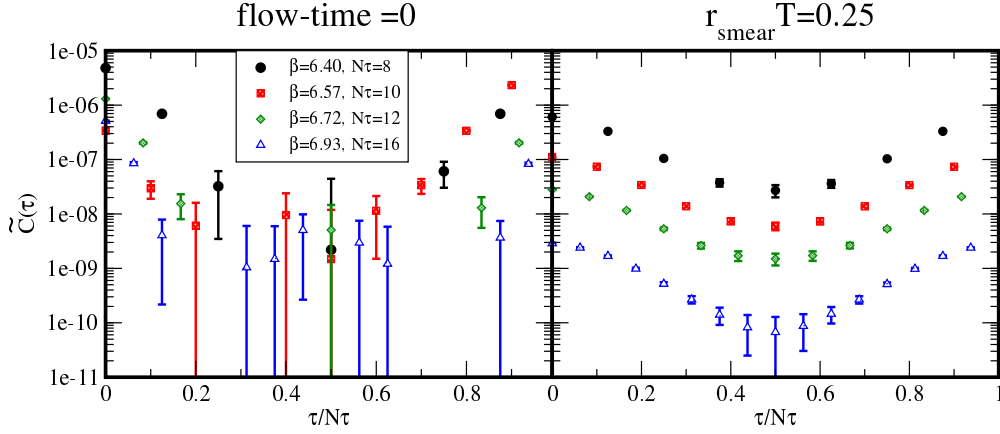 flow-time =0
r_smear T=0.25
1e-05
1e-06
1e-07
1e-08
1e-09
1e-10
1e-11
C̃(τ)
β=6.40, Nτ=8
β=6.57, Nτ=10
β=6.72, Nτ=12
β=6.93, Nτ=16
0 0.2 0.4 0.6 0.8 0 0.2 0.4 0.6 0.8 1
τ/Nτ τ/Nτ